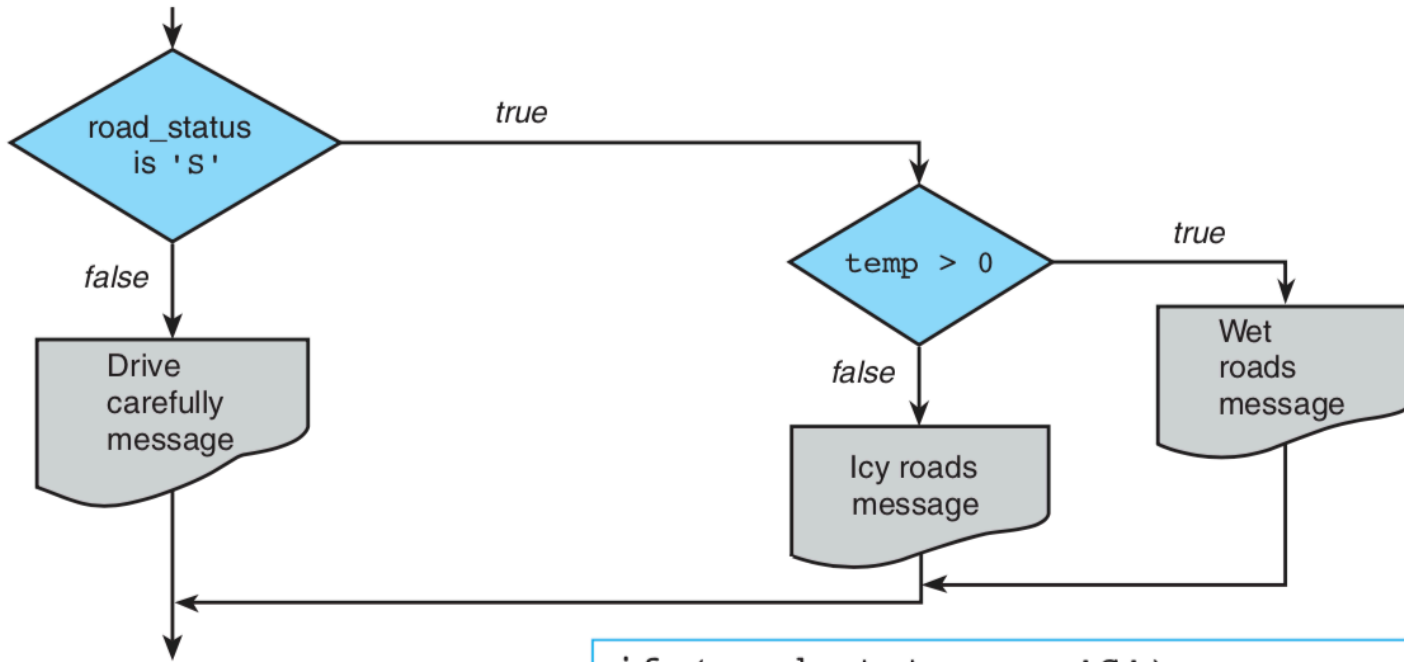 road_status
is 'S'
true
false
temp > 0
true
false
Drive
carefully
message
Wet
roads
message
Icy roads
message